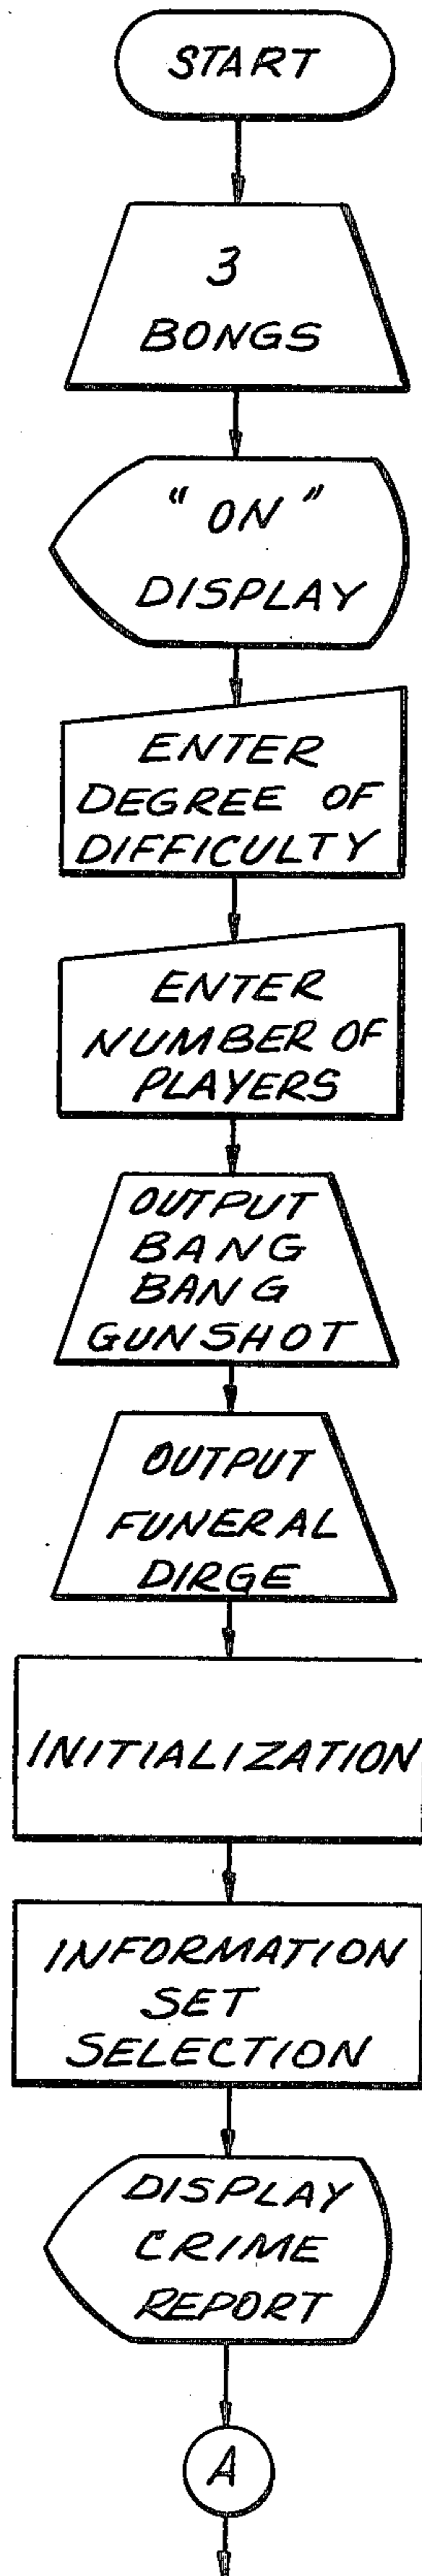 START
3
BONGS
"ON"
DISPLAY
ENTER
DEGREE OF
DIFFICULTY
ENTER
NUMBER OF
PLAYERS
OUTPUT
BANG
BANG
GUNSHOT
OUTPUT
FUNERAL
DIRGE
INITIALIZATION
INFORMATION
SET
SELECTION
DISPLAY
CRIME
REPORT
A